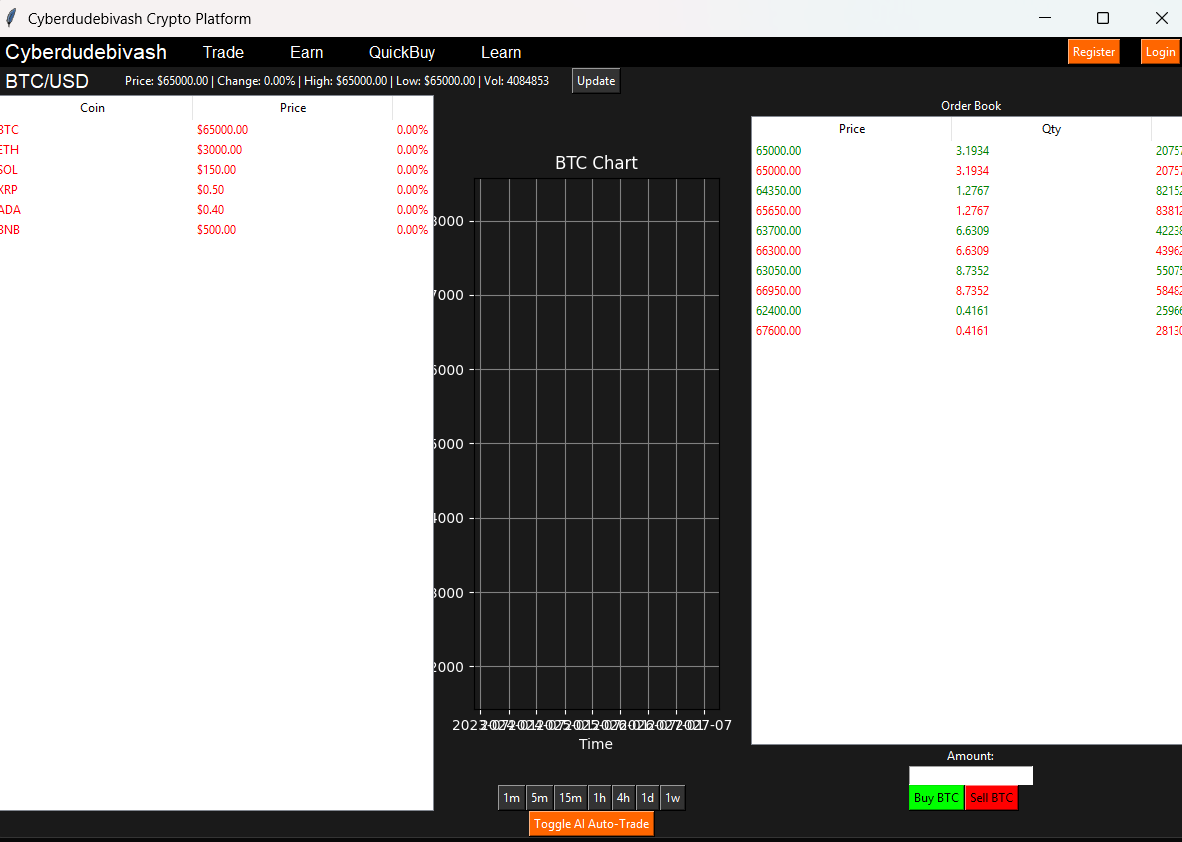 Cyberdudebivash Crypto Platform
Cyberdudebivash Trade Earn QuickBuy Learn Register Login
BTC/USD Price: $65000.00 | Change: 0.00% | High: $65000.00 | Low: $65000.00 | Vol: 4084853 Update
Coin Price
BTC $65000.00 0.00%
ETH $3000.00 0.00%
SOL $150.00 0.00%
XRP $0.50 0.00%
ADA $0.40 0.00%
BNB $500.00 0.00%
BTC Chart
8000
7000
6000
5000
4000
3000
2000
Time
1m 5m 15m 1h 4h 1d 1w
Toggle AI Auto-Trade
Order Book
Price Qty
65000.00 3.1934 20757
65000.00 3.1934 20757
64350.00 1.2767 82152
65650.00 1.2767 83812
63700.00 6.6309 42238
66300.00 6.6309 43962
63050.00 8.7352 55075
66950.00 8.7352 58482
62400.00 0.4161 25966
67600.00 0.4161 28130
Amount:
Buy BTC Sell BTC